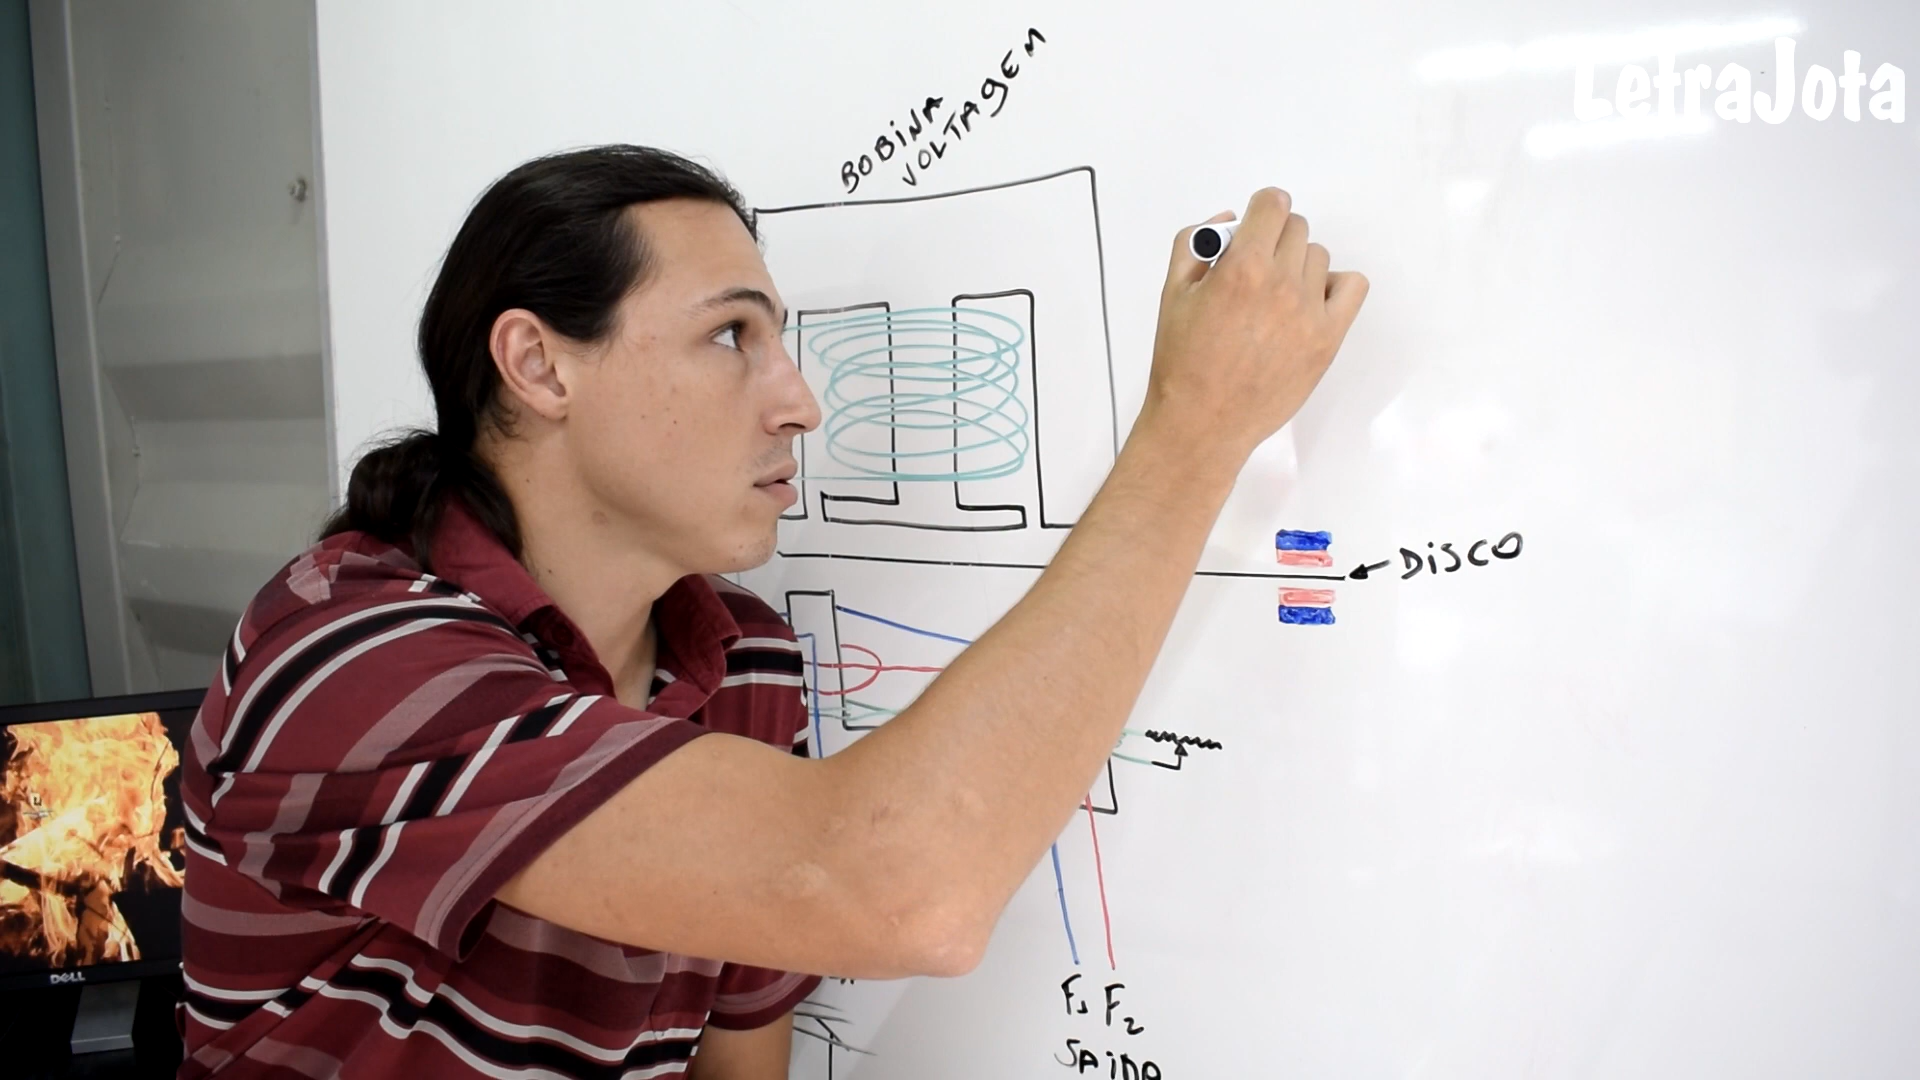 LetraJota
BOBINA
VOLTAGEM
DISCO
DELL
F1 F2
SAIDA